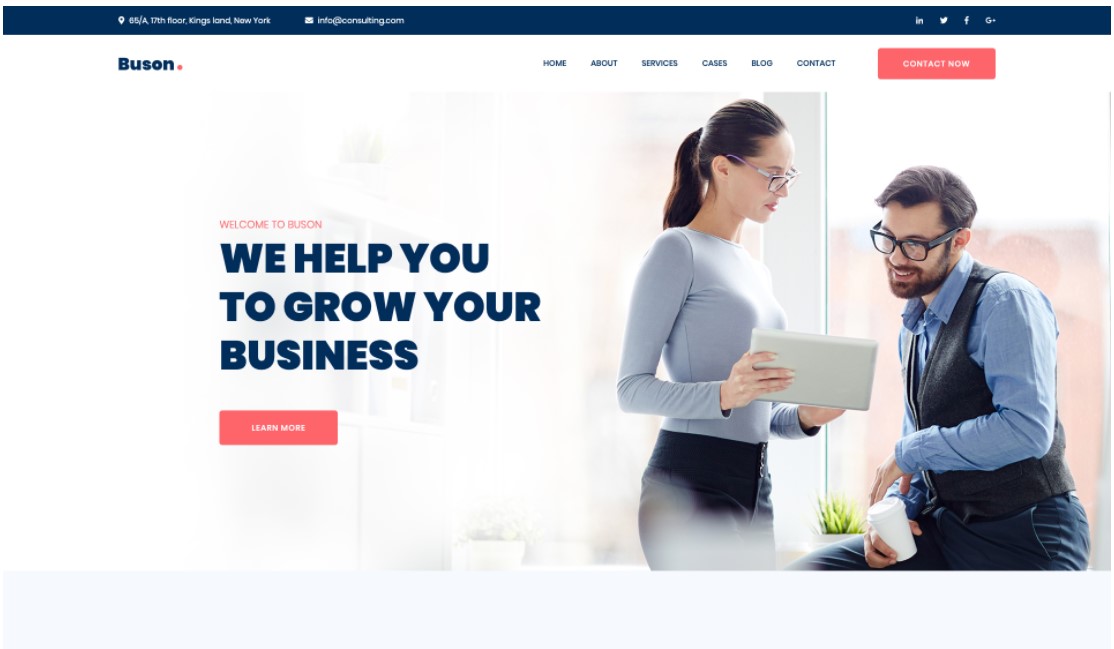 65/A, 17th floor, Kings land, New York
info@consulting.com
in
G+
Buson.
HOME
ABOUT
SERVICES
CASES
BLOG
CONTACT
CONTACT NOW
WELCOME TO BUSON
WE HELP YOU
TO GROW YOUR
BUSINESS
LEARN MORE